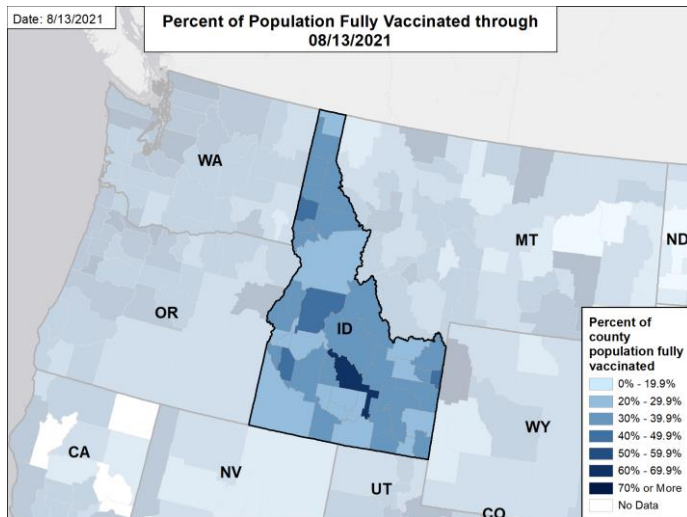 Date: 8/13/2021
Percent of Population Fully Vaccinated through
08/13/2021
WA
MT
ND
OR
ID
WY
CA
NV
UT
CO
Percent of
county
population fully
vaccinated
0% - 19.9%
20% - 29.9%
30% - 39.9%
40% - 49.9%
50% - 59.9%
60% - 69.9%
70% or More
No Data